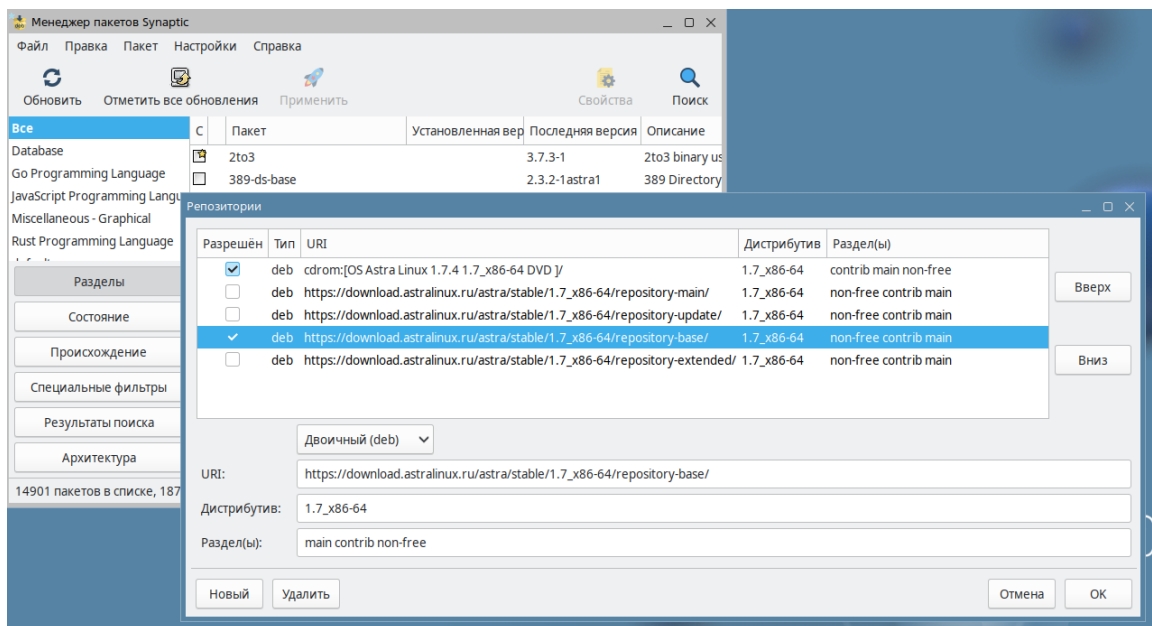 Менеджер пакетов Synaptic
Файл Правка Пакет Настройки Справка
Обновить Отметить все обновления Применить Свойства Поиск
Все
Database
Go Programming Language
JavaScript Programming Langu
Miscellaneous - Graphical
Rust Programming Language
С Пакет Установленная вер Последняя версия Описание
2to3 3.7.3-1 2to3 binary us
389-ds-base 2.3.2-1astra1 389 Directory
Разделы
Состояние
Происхождение
Специальные фильтры
Результаты поиска
Архитектура
14901 пакетов в списке, 187
Репозитории
Разрешён Тип URI Дистрибутив Раздел(ы)
deb cdrom:[OS Astra Linux 1.7.4 1.7_x86-64 DVD ]/ 1.7_x86-64 contrib main non-free
deb https://download.astralinux.ru/astra/stable/1.7_x86-64/repository-main/ 1.7_x86-64 non-free contrib main
deb https://download.astralinux.ru/astra/stable/1.7_x86-64/repository-update/ 1.7_x86-64 non-free contrib main
deb https://download.astralinux.ru/astra/stable/1.7_x86-64/repository-base/ 1.7_x86-64 non-free contrib main
deb https://download.astralinux.ru/astra/stable/1.7_x86-64/repository-extended/ 1.7_x86-64 non-free contrib main
Вверх
Вниз
Двоичный (deb)
URI: https://download.astralinux.ru/astra/stable/1.7_x86-64/repository-base/
Дистрибутив: 1.7_x86-64
Раздел(ы): main contrib non-free
Новый Удалить Отмена OK